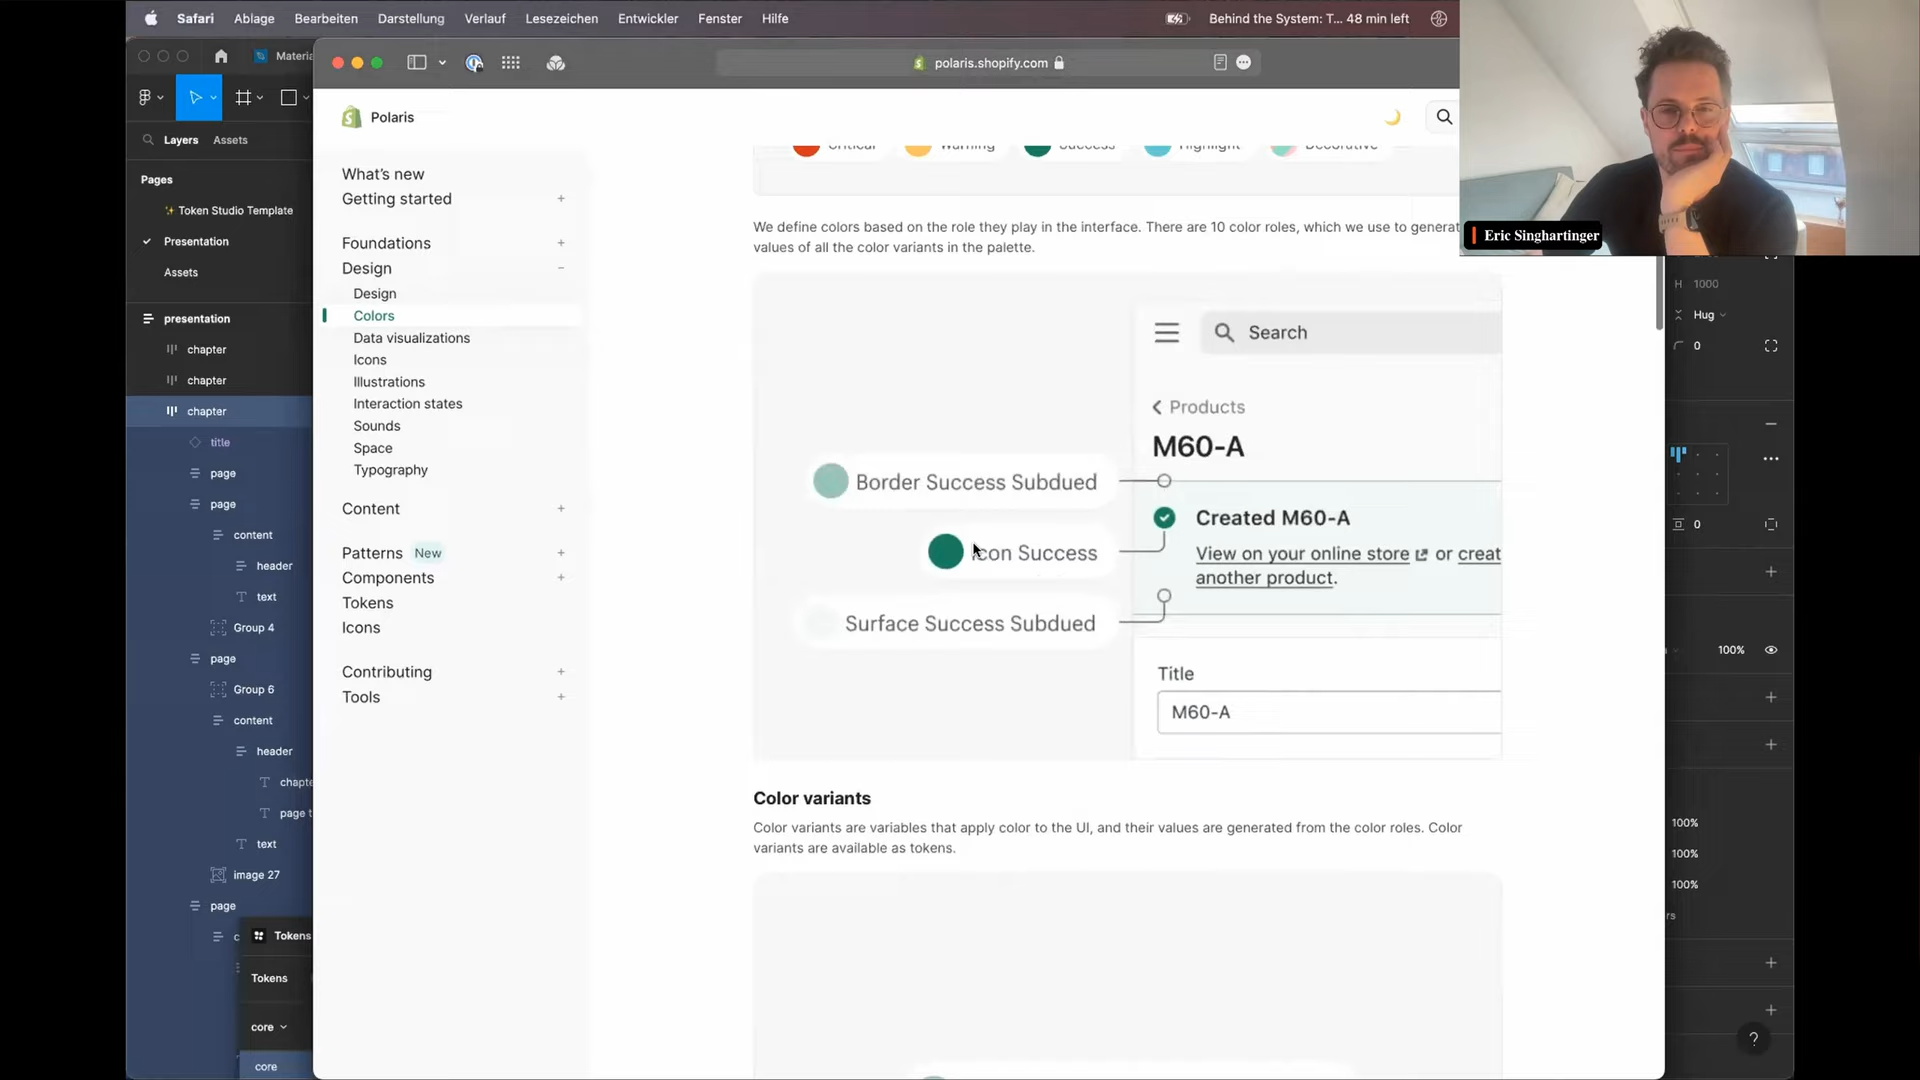 Safari Ablage Bearbeiten Darstellung Verlauf Lesezeichen Entwickler Fenster Hilfe
Behind the System: T... 48 min left
Materia
polaris.shopify.com
Layers Assets
Pages
✨ Token Studio Template
Presentation
Assets
presentation
chapter
chapter
chapter
title
page
page
content
header
text
Group 4
page
Group 6
content
header
chapte
page t
text
image 27
page
c
Tokens
Tokens
core
core
Polaris
What's new
Getting started
Foundations
Design
Design
Colors
Data visualizations
Icons
Illustrations
Interaction states
Sounds
Space
Typography
Content
Patterns New
Components
Tokens
Icons
Contributing
Tools
Critical Warning Success Highlight Decorative
We define colors based on the role they play in the interface. There are 10 color roles, which we use to generat
values of all the color variants in the palette.
Search
Products
M60-A
Border Success Subdued
Icon Success
Surface Success Subdued
Created M60-A
View on your online store or creat
another product.
Title
M60-A
Color variants
Color variants are variables that apply color to the UI, and their values are generated from the color roles. Color
variants are available as tokens.
Eric Singhartinger
H 1000
Hug
0
0
100%
100%
100%
100%
rs
?